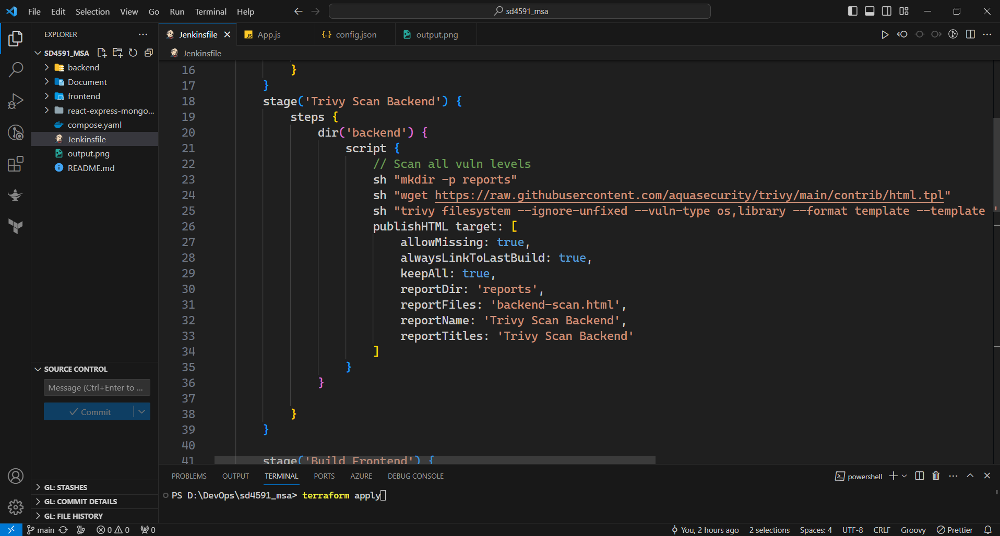 File Edit Selection View Go Run Terminal Help
sd4591_msa
EXPLORER
SD4591_MSA
backend
Document
frontend
react-express-mongo...
compose.yaml
Jenkinsfile
output.png
README.md
SOURCE CONTROL
Message (Ctrl+Enter to ...
Commit
GL: STASHES
GL: COMMIT DETAILS
GL: FILE HISTORY
Jenkinsfile
JS App.js
{..} config.json
output.png
Jenkinsfile
16 }
17 }
18 stage('Trivy Scan Backend') {
19 steps {
20 dir('backend') {
21 script {
22 // Scan all vuln levels
23 sh "mkdir -p reports"
24 sh "wget https://raw.githubusercontent.com/aquasecurity/trivy/main/contrib/html.tpl"
25 sh "trivy filesystem --ignore-unfixed --vuln-type os,library --format template --template '
26 publishHTML target: [
27 allowMissing: true,
28 alwaysLinkToLastBuild: true,
29 keepAll: true,
30 reportDir: 'reports',
31 reportFiles: 'backend-scan.html',
32 reportName: 'Trivy Scan Backend',
33 reportTitles: 'Trivy Scan Backend'
34 ]
35 }
36 }
37
38 }
39 }
40
41 stage('Build Frontend') {
PROBLEMS OUTPUT TERMINAL PORTS AZURE DEBUG CONSOLE
powershell
PS D:\DevOps\sd4591_msa> terraform apply
main 0 0 0
You, 2 hours ago 2 selections Spaces: 4 UTF-8 CRLF Groovy Prettier